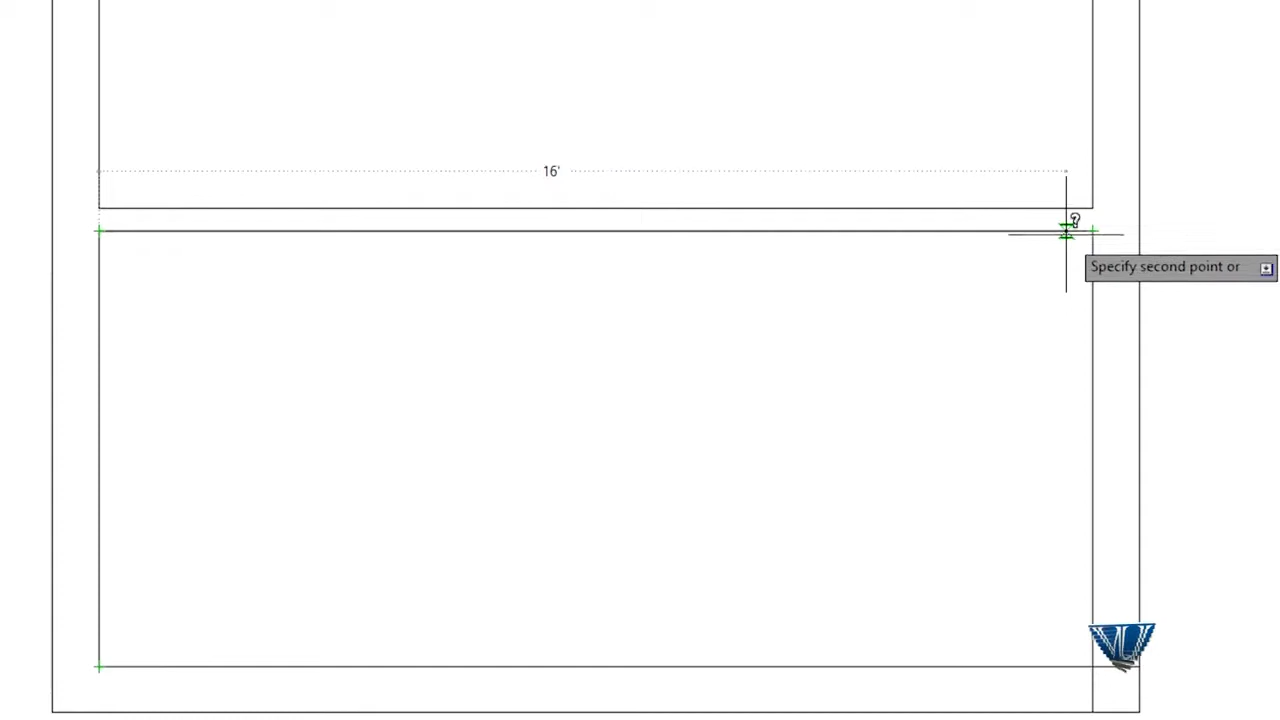 16'
Specify second point or